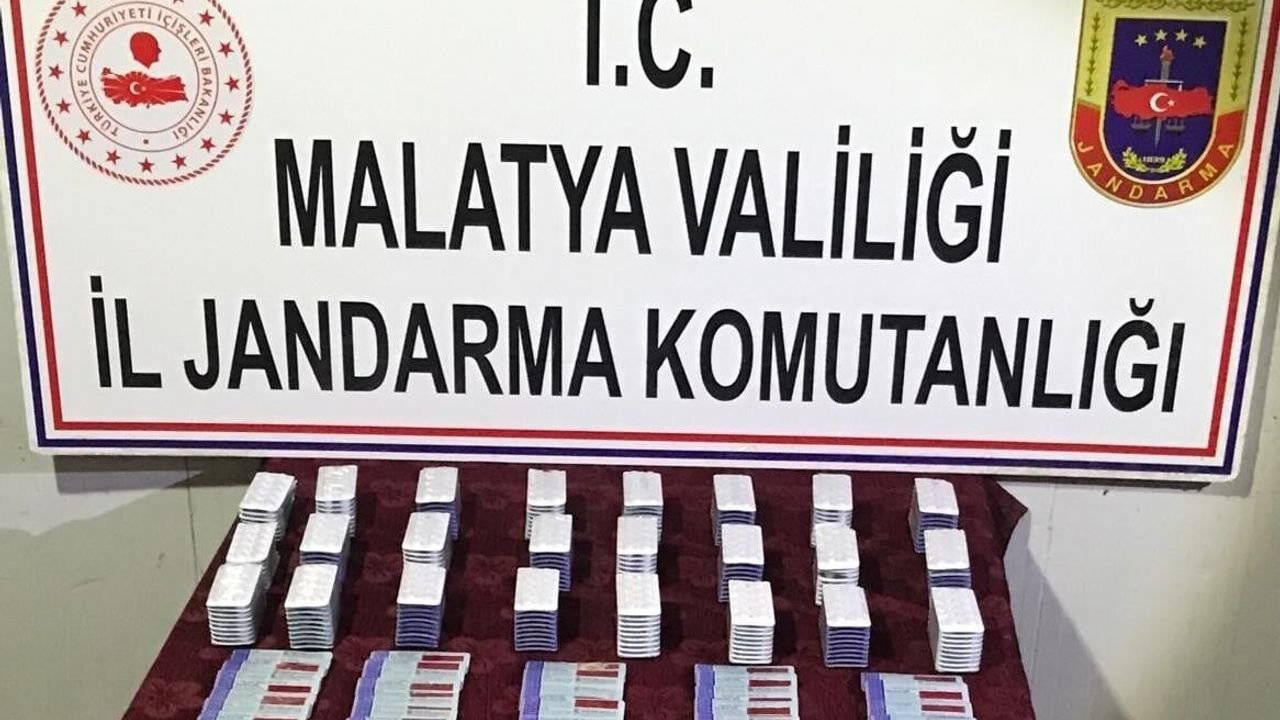 T.C.
MALATYA VALİLİĞİ
İL JANDARMA KOMUTANLIĞI
TÜRKİYE CUMHURİYETİ İÇİŞLERİ BAKANLIĞI
JANDARMA